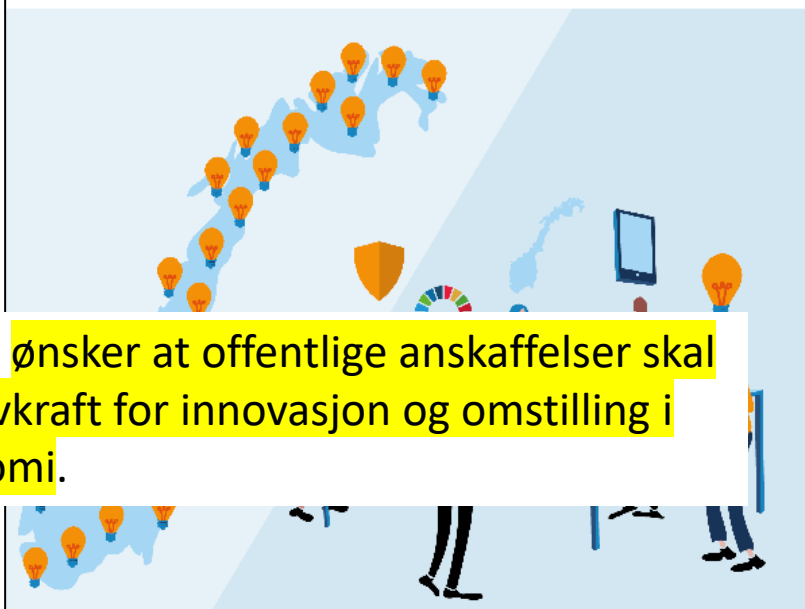 ønsker at offentlige anskaffelser skal
vkraft for innovasjon og omstilling i
omi.